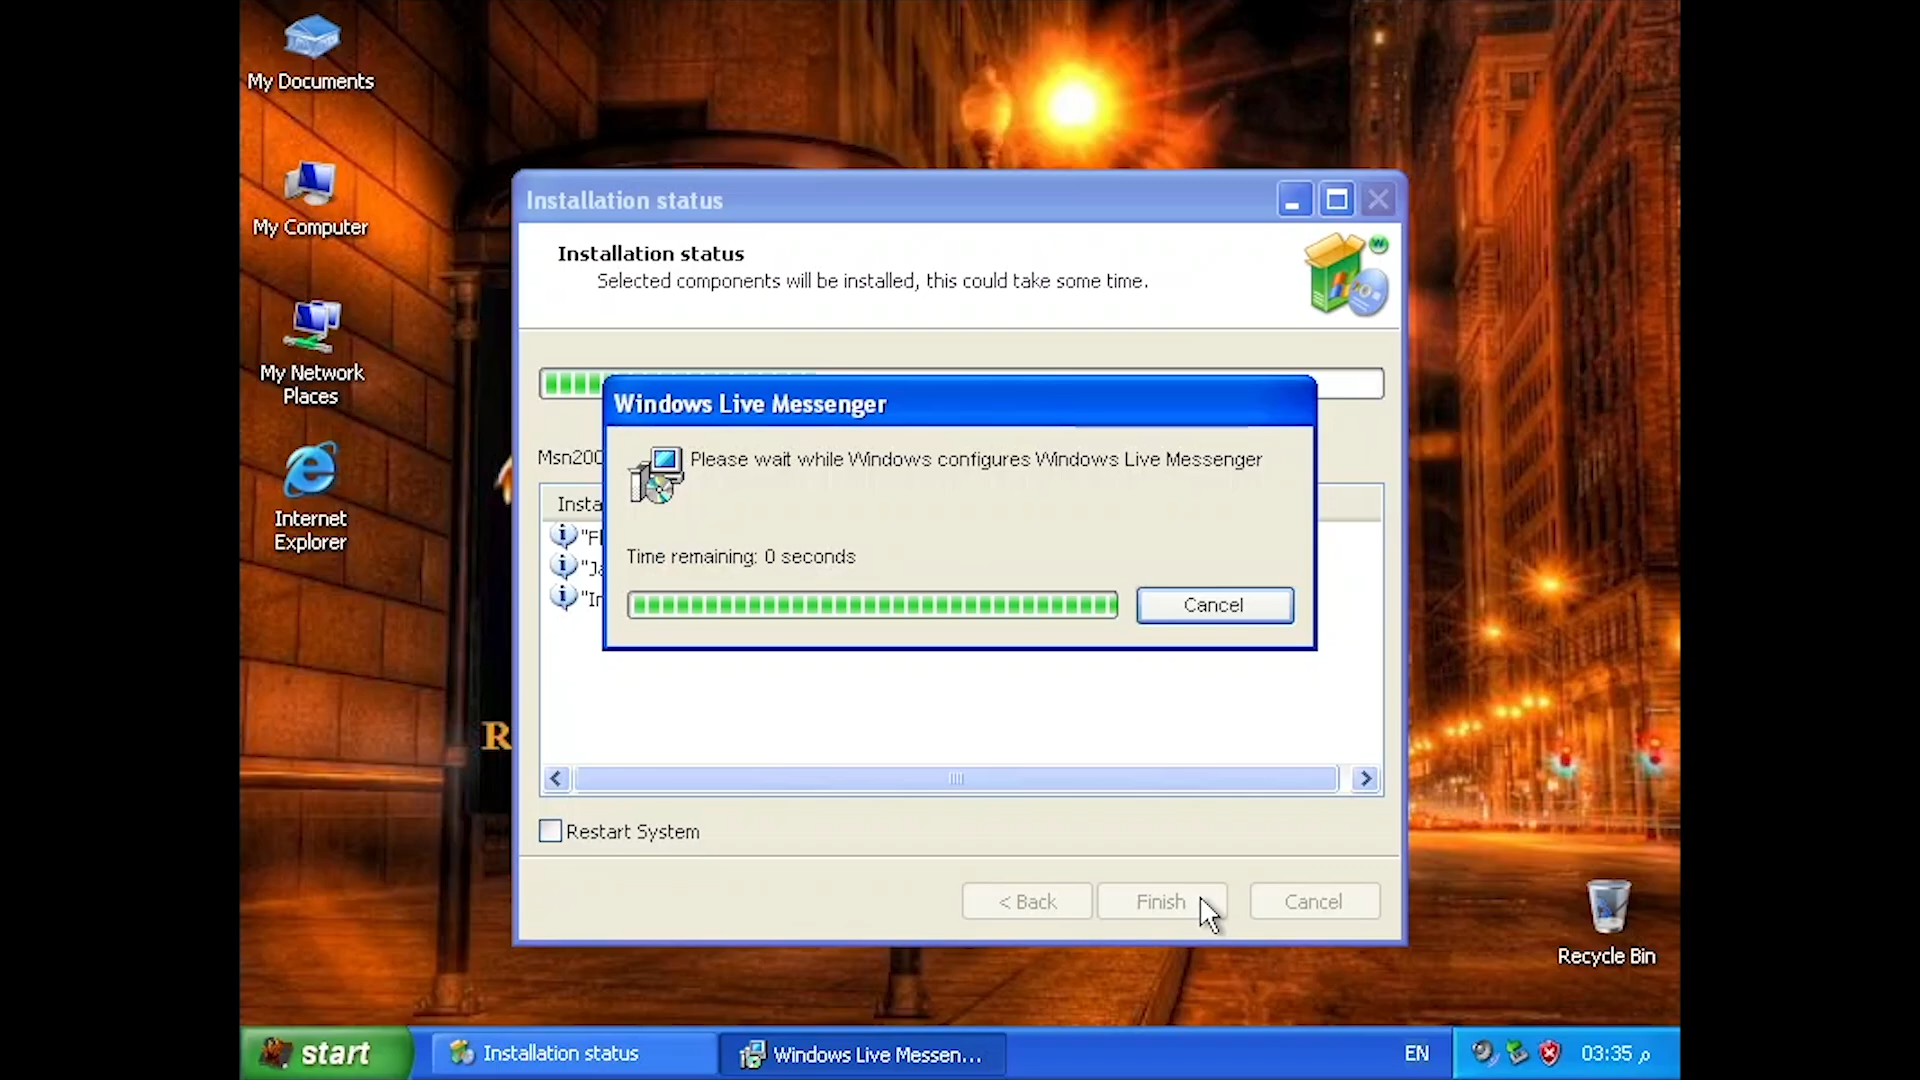 My Documents
My Computer
My Network
Places
Internet
Explorer
Installation status
Installation status
Selected components will be installed, this could take some time.
Windows Live Messenger
Please wait while Windows configures Windows Live Messenger
Msn200
Insta
Time remaining: 0 seconds
Cancel
R
Restart System
< Back
Finish
Cancel
Recycle Bin
start
Installation status
Windows Live Messen...
EN
03:35 م